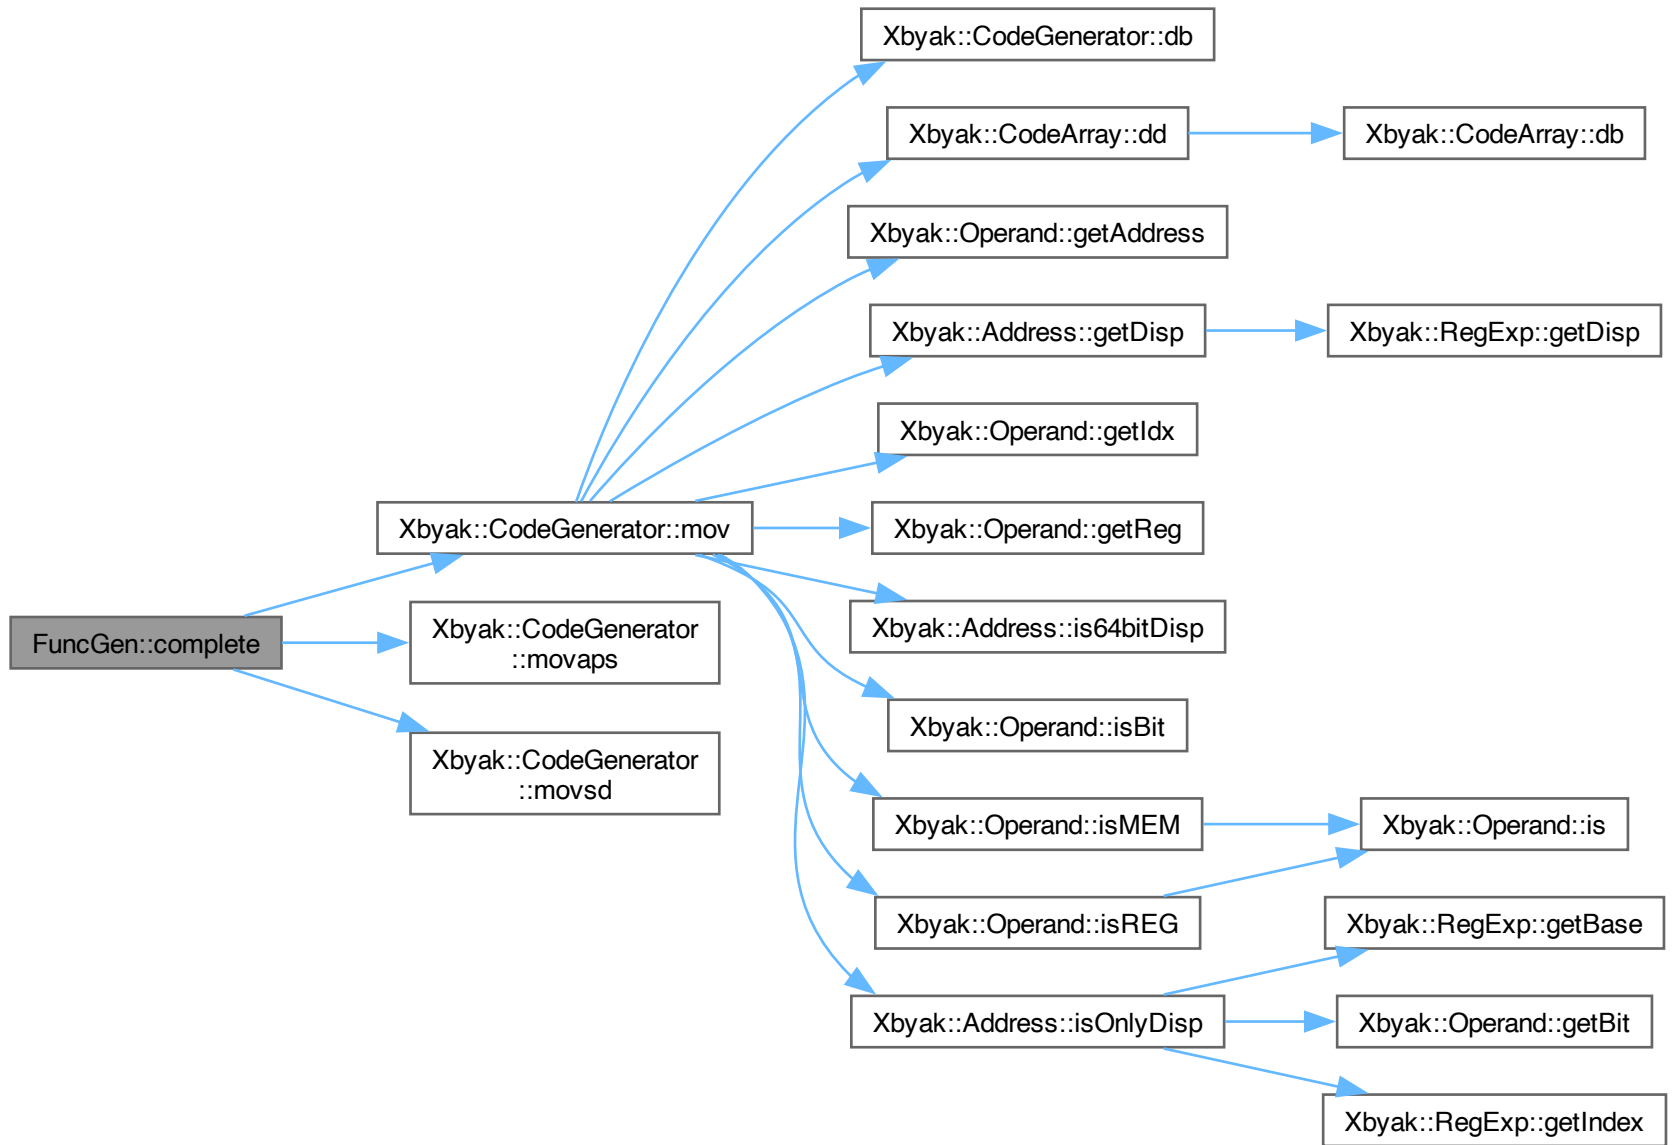 FuncGen::complete
Xbyak::CodeGenerator::mov
Xbyak::CodeGenerator
::movaps
Xbyak::CodeGenerator
::movsd
Xbyak::CodeGenerator::db
Xbyak::CodeArray::dd
Xbyak::Operand::getAddress
Xbyak::Address::getDisp
Xbyak::Operand::getIdx
Xbyak::Operand::getReg
Xbyak::Address::is64bitDisp
Xbyak::Operand::isBit
Xbyak::Operand::isMEM
Xbyak::Operand::isREG
Xbyak::Address::isOnlyDisp
Xbyak::CodeArray::db
Xbyak::RegExp::getDisp
Xbyak::Operand::is
Xbyak::RegExp::getBase
Xbyak::Operand::getBit
Xbyak::RegExp::getIndex